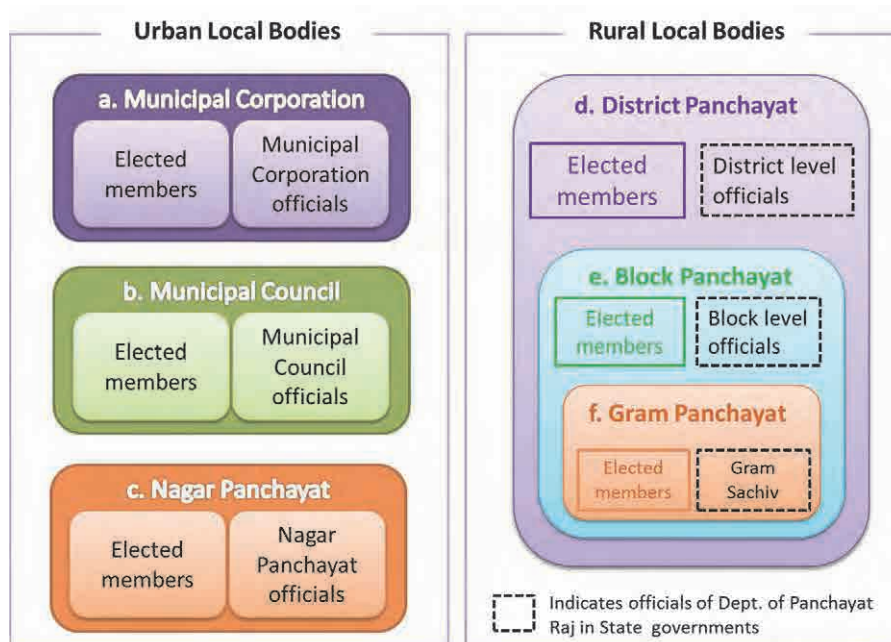 Urban Local Bodies
a. Municipal Corporation
Elected
members
Municipal
Corporation
officials
b. Municipal Council
Elected
members
Municipal
Council
officials
c. Nagar Panchayat
Elected
members
Nagar
Panchayat
officials
Rural Local Bodies
d. District Panchayat
Elected
members
District level
officials
e. Block Panchayat
Elected
members
Block level
officials
f. Gram Panchayat
Elected
members
Gram
Sachiv
Indicates officials of Dept. of Panchayat
Raj in State governments